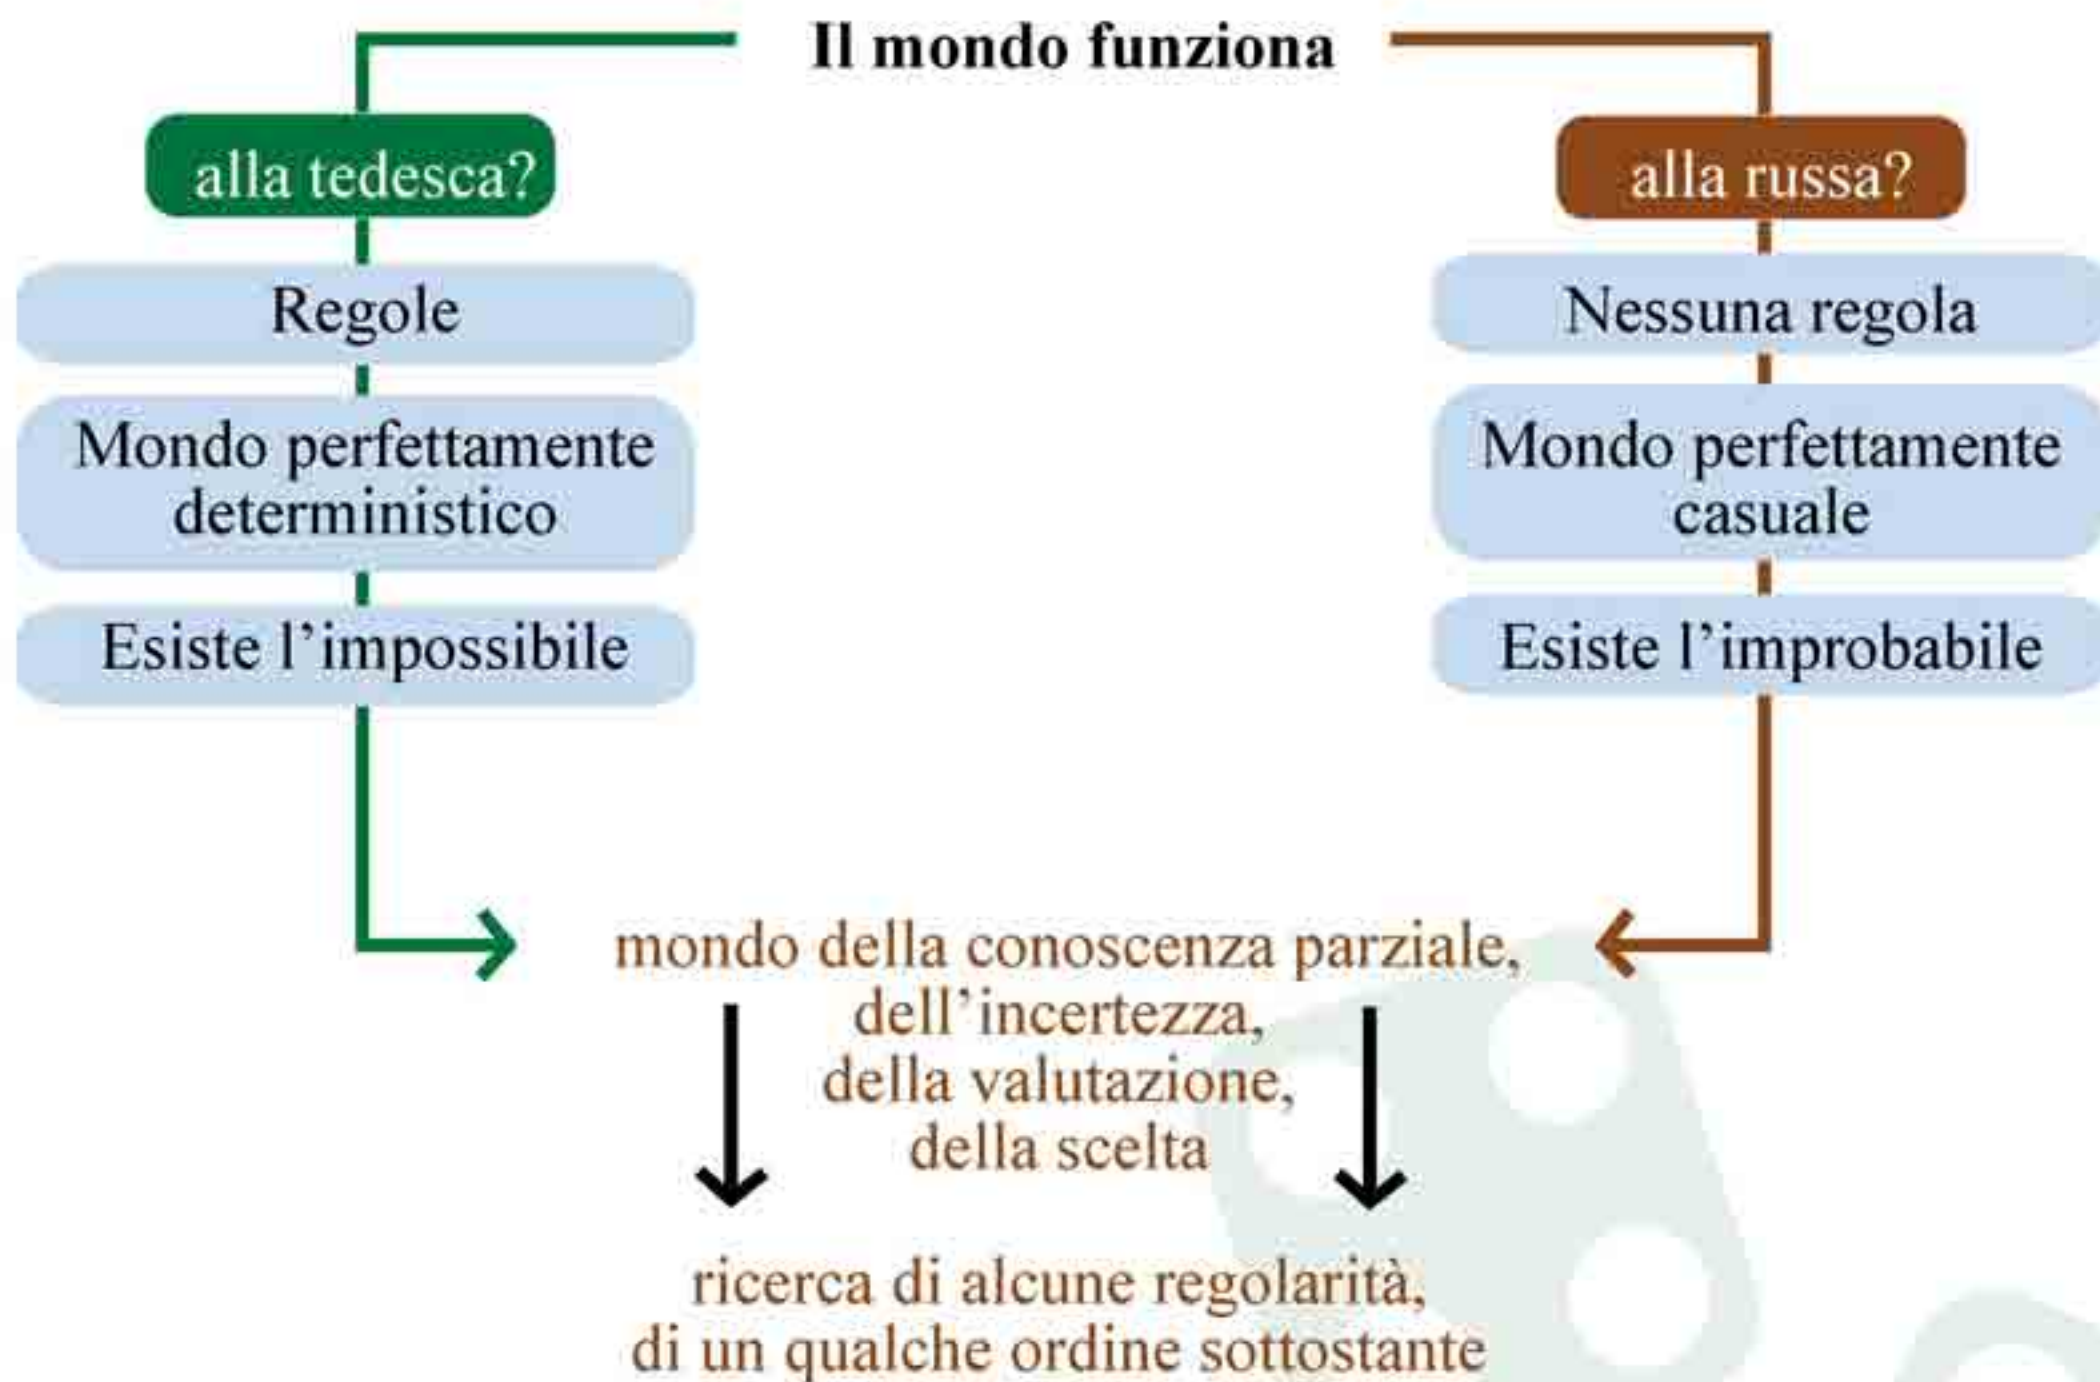 Il mondo funziona
alla tedesca?
Regole
Mondo perfettamente
deterministico
Esiste l’impossibile
alla russa?
Nessuna regola
Mondo perfettamente
casuale
Esiste l’improbabile
mondo della conoscenza parziale,
dell’incertezza,
della valutazione,
della scelta
ricerca di alcune regolarità,
di un qualche ordine sottostante